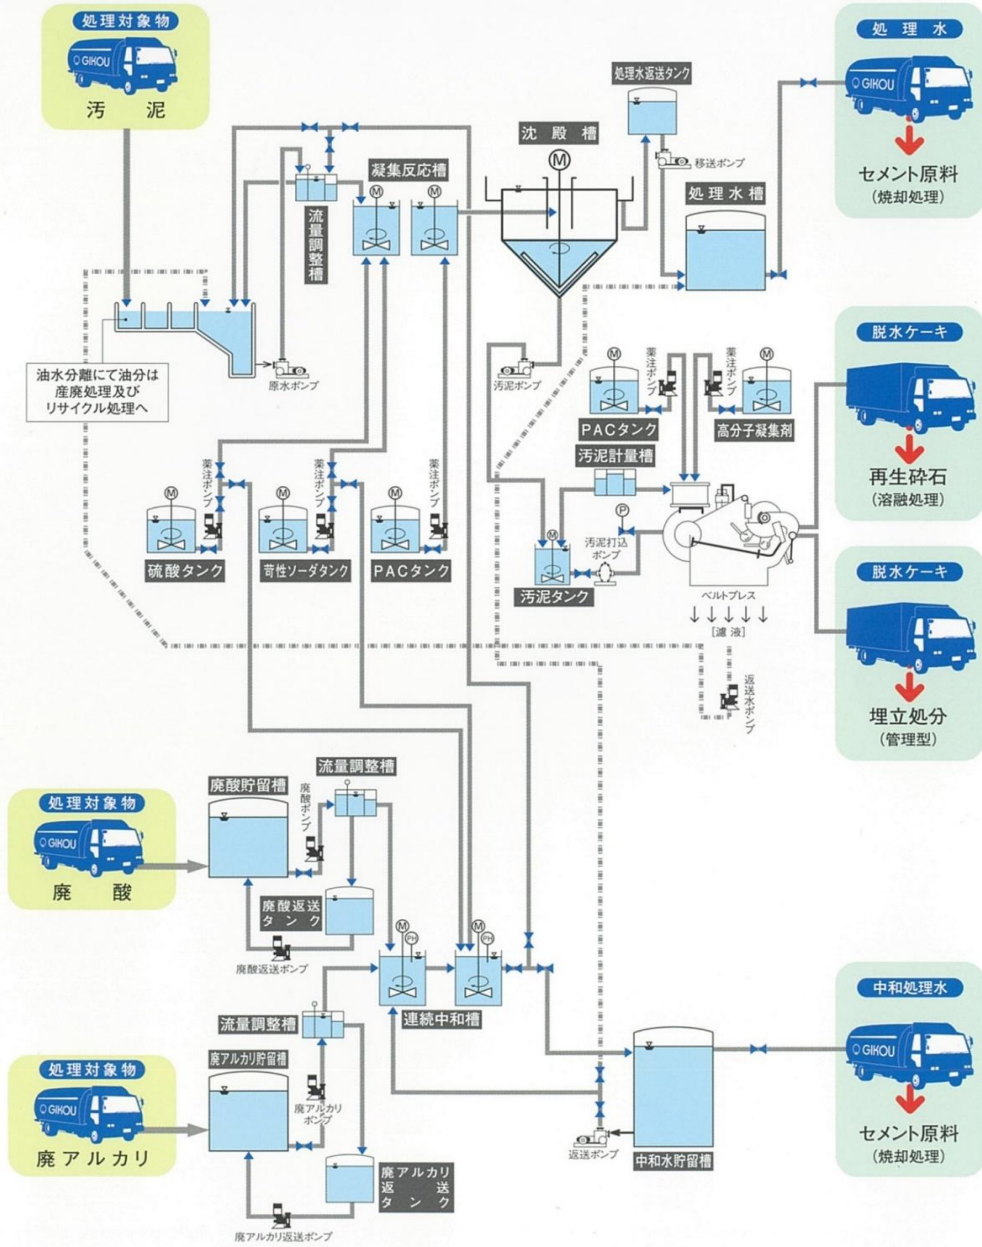 処理対象物
GIKOU
汚泥
処理水返送タンク
移送ポンプ
沈殿槽
M
処理水槽
処理水
GIKOU
セメント原料
(焼却処理)
凝集反応槽
M
M
流量調整槽
油水分離にて油分は
産廃処理及び
リサイクル処理へ
原水ポンプ
汚泥ポンプ
M
PACタンク
薬注ポンプ
薬注ポンプ
M
高分子凝集剤
脱水ケーキ
再生砕石
(溶融処理)
薬注ポンプ
M
硫酸タンク
薬注ポンプ
M
苛性ソーダタンク
薬注ポンプ
M
PACタンク
汚泥計量槽
P
汚泥打込
ポンプ
M
汚泥タンク
ベルトプレス
[濾液]
返送水ポンプ
脱水ケーキ
埋立処分
(管理型)
処理対象物
GIKOU
廃酸
廃酸貯留槽
廃酸ポンプ
流量調整槽
廃酸返送
タンク
廃酸返送ポンプ
M
PH
M
PH
連続中和槽
処理対象物
GIKOU
廃アルカリ
廃アルカリ貯留槽
流量調整槽
廃アルカリ
ポンプ
廃アルカリ
返送
タンク
廃アルカリ返送ポンプ
返送ポンプ
中和水貯留槽
中和処理水
GIKOU
セメント原料
(焼却処理)